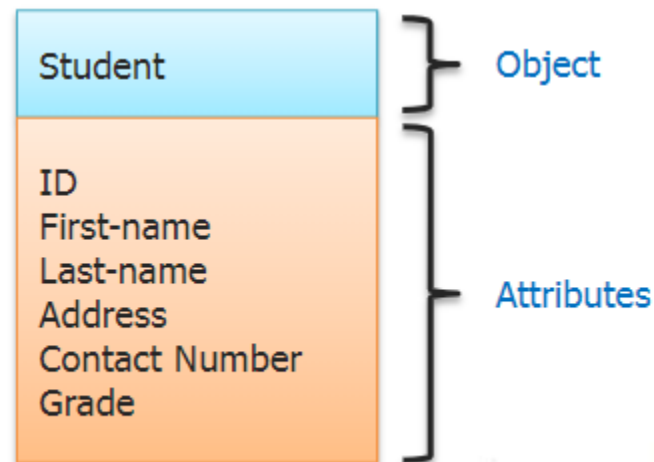 Student
Object
ID
First-name
Last-name
Address
Contact Number
Grade
Attributes